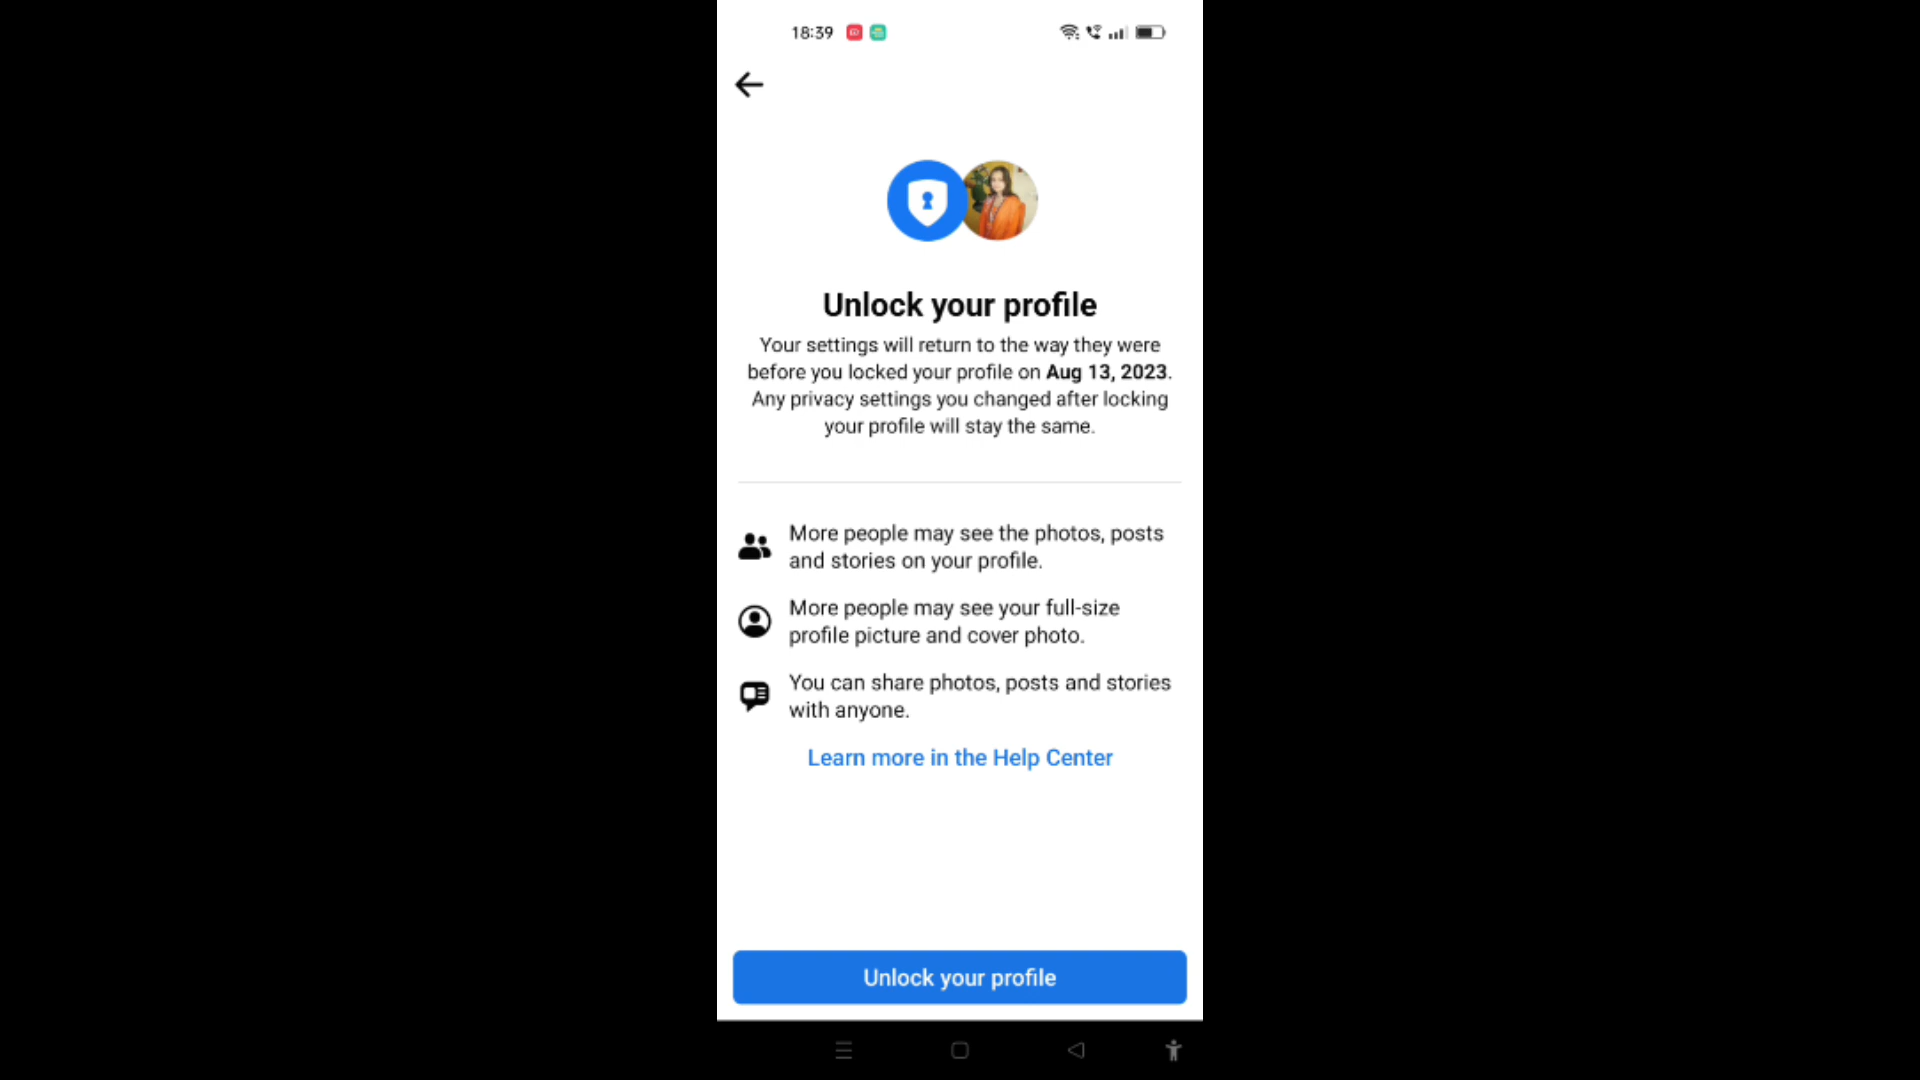 18:39
Unlock your profile
Your settings will return to the way they were
before you locked your profile on Aug 13, 2023.
Any privacy settings you changed after locking
your profile will stay the same.
More people may see the photos, posts
and stories on your profile.
More people may see your full-size
profile picture and cover photo.
You can share photos, posts and stories
with anyone.
Learn more in the Help Center
Unlock your profile